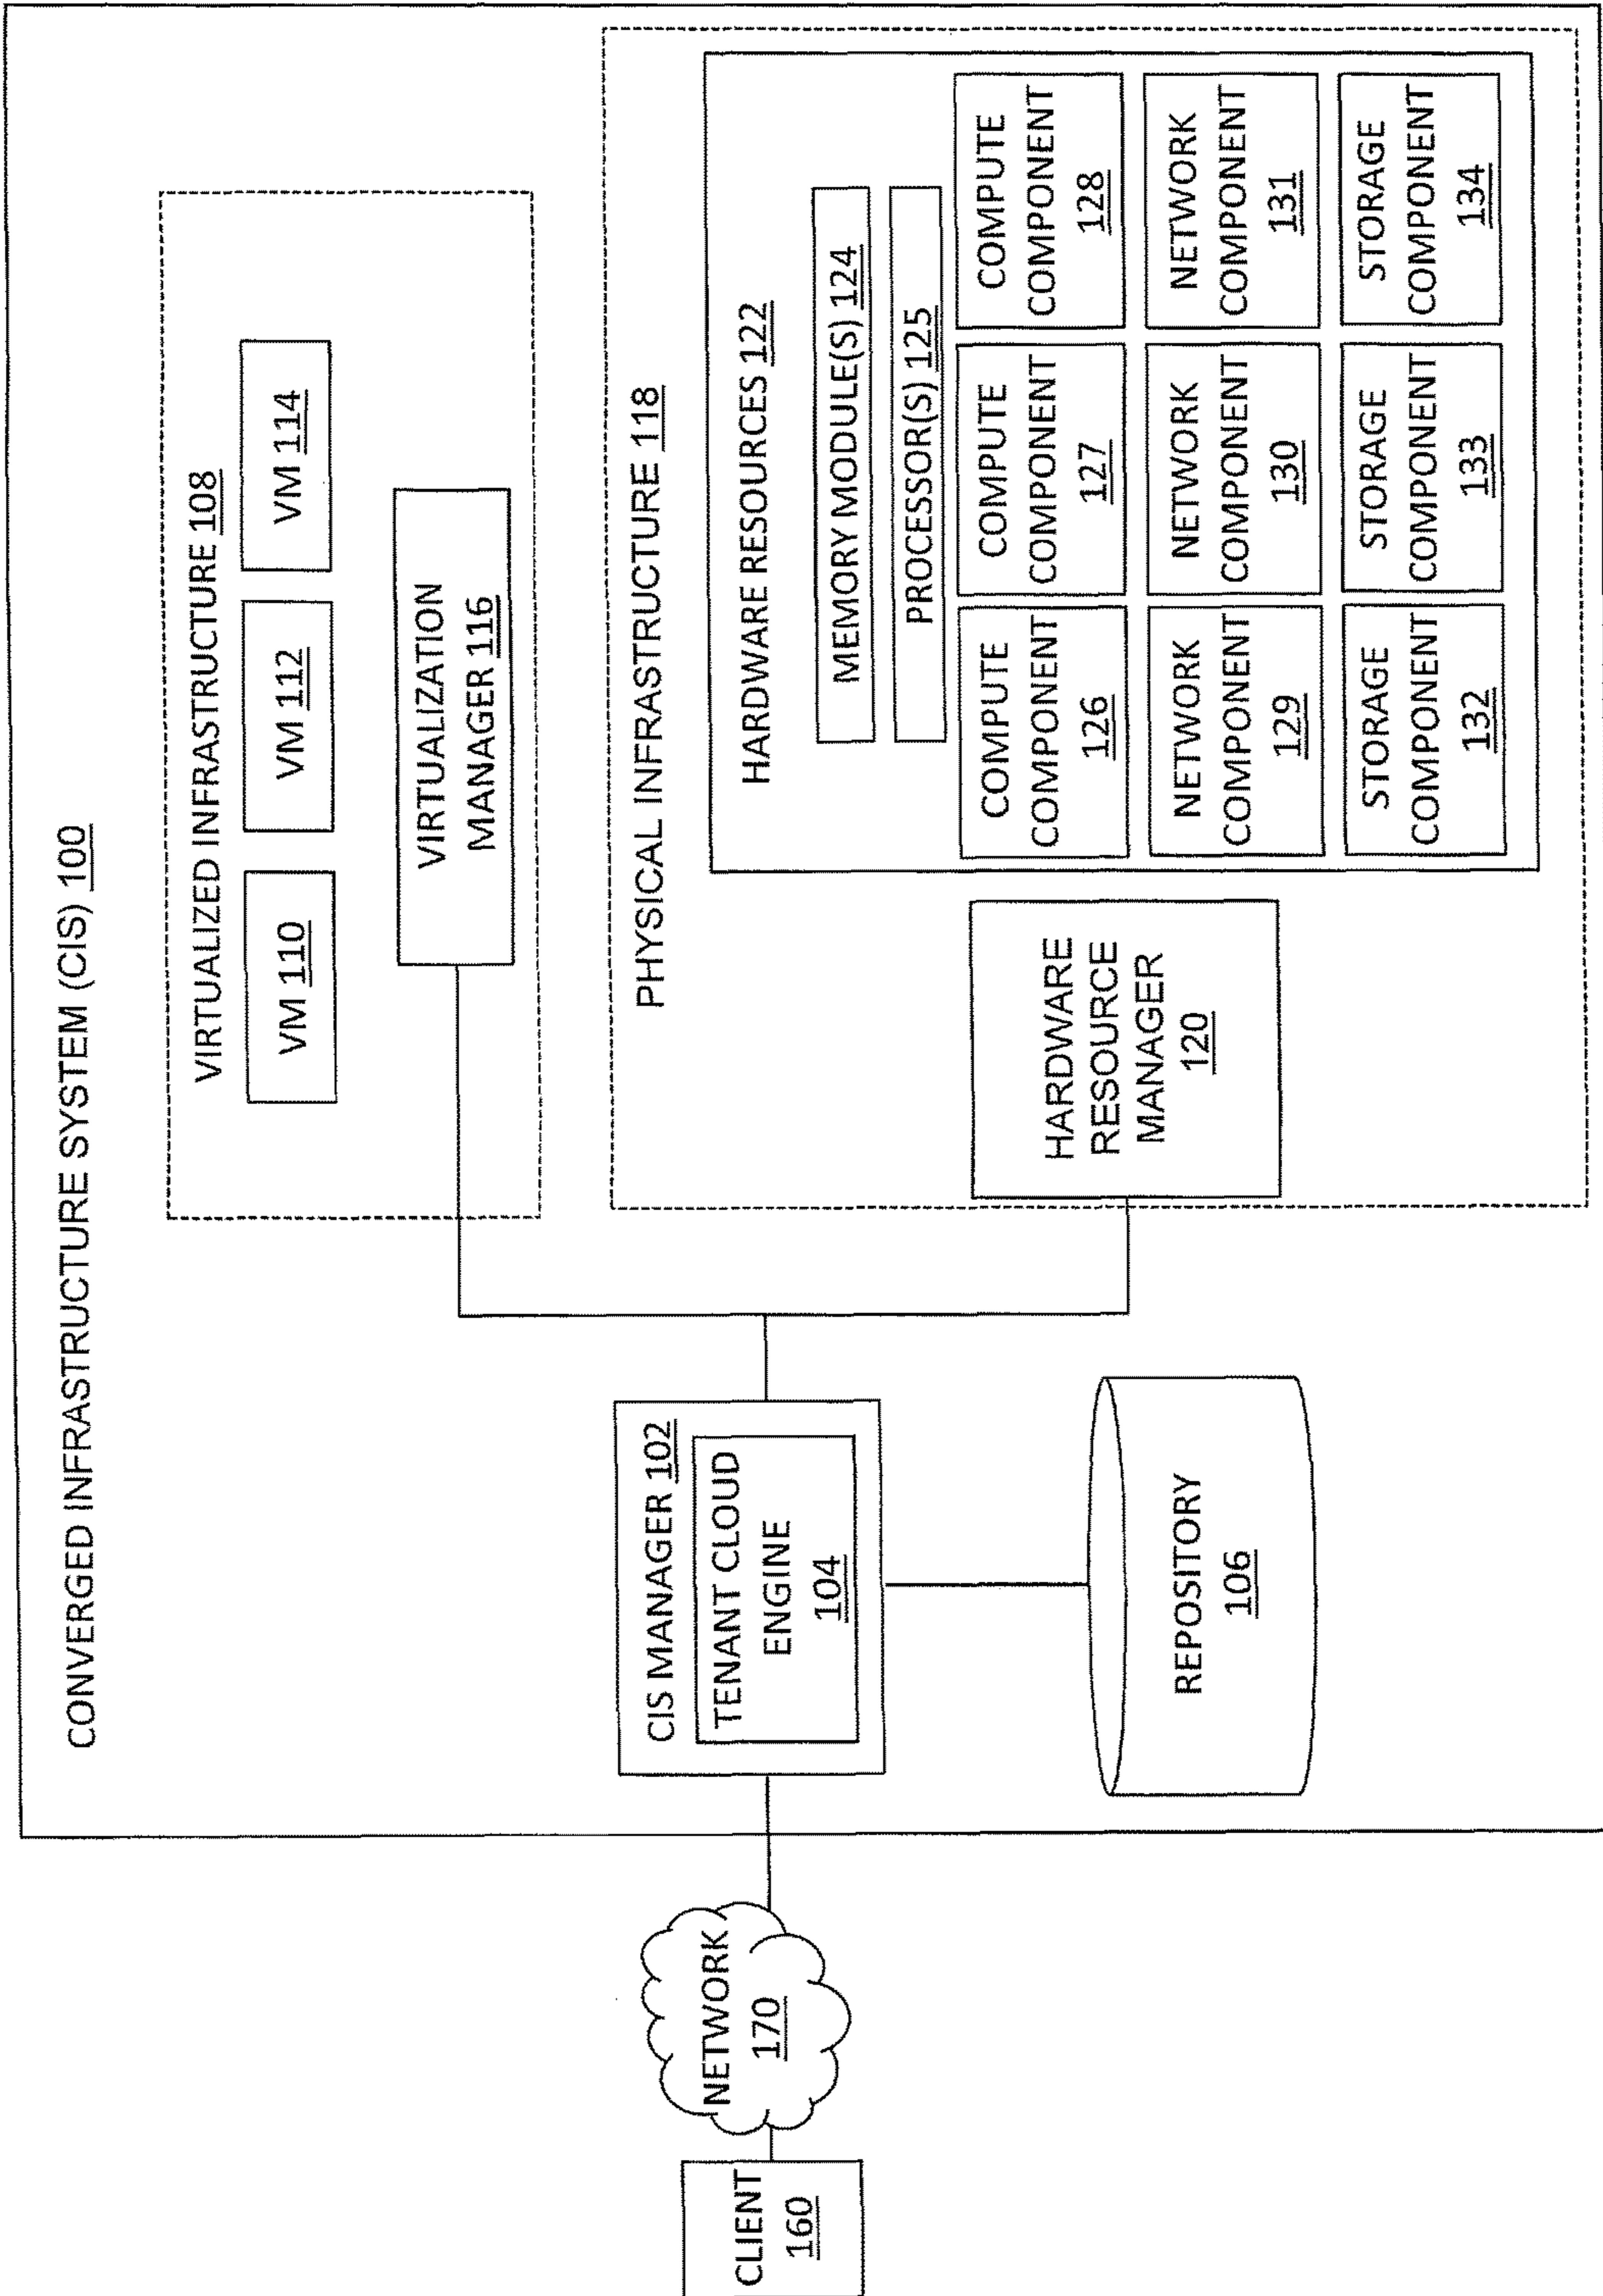 CONVERGED INFRASTRUCTURE SYSTEM (CIS) 100
VIRTUALIZED INFRASTRUCTURE 108
VM 110
VM 112
VM 114
VIRTUALIZATION
MANAGER 116
CLIENT
160
NETWORK
170
CIS MANAGER 102
TENANT CLOUD
ENGINE
104
REPOSITORY
106
PHYSICAL INFRASTRUCTURE 118
HARDWARE
RESOURCE
MANAGER
120
HARDWARE RESOURCES 122
MEMORY MODULE(S) 124
PROCESSOR(S) 125
COMPUTE
COMPONENT
126
COMPUTE
COMPONENT
127
COMPUTE
COMPONENT
128
NETWORK
COMPONENT
129
NETWORK
COMPONENT
130
NETWORK
COMPONENT
131
STORAGE
COMPONENT
132
STORAGE
COMPONENT
133
STORAGE
COMPONENT
134